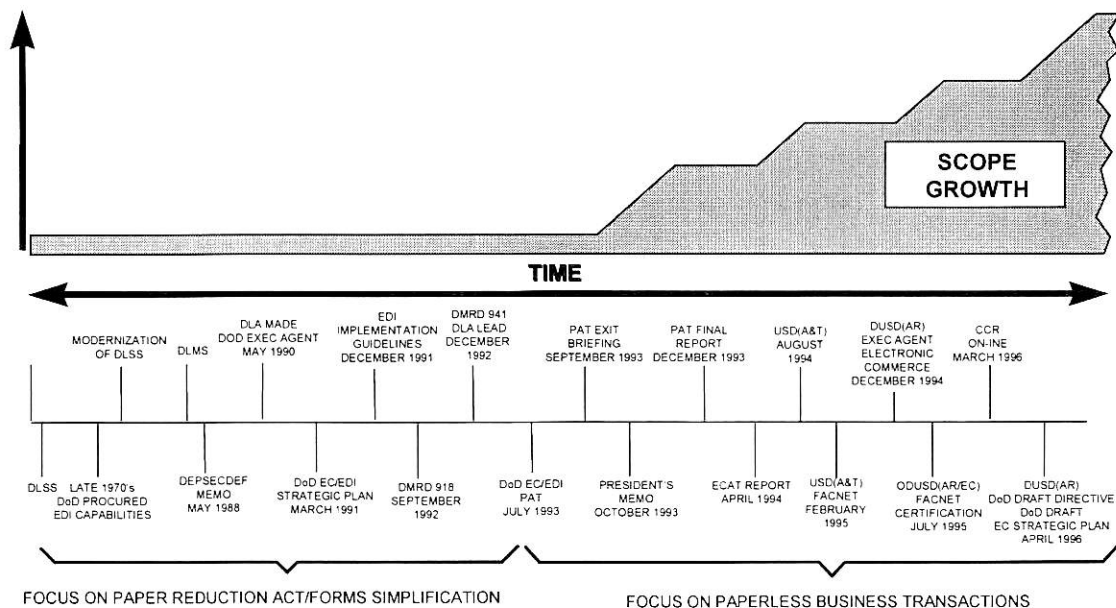 SCOPE
GROWTH
TIME
MODERNIZATION
OF DLSS
DLMS
DLA MADE
DOD EXEC AGENT
MAY 1990
EDI
IMPLEMENTATION
GUIDELINES
DECEMBER 1991
DMRD 941
DLA LEAD
DECEMBER
1992
PAT EXIT
BRIEFING
SEPTEMBER 1993
PAT FINAL
REPORT
DECEMBER 1993
USD(A&T)
AUGUST
1994
DUSD(AR)
EXEC AGENT
ELECTRONIC
COMMERCE
DECEMBER 1994
CCR
ON-INE
MARCH 1996
DLSS
LATE 1970's
DoD PROCURED
EDI CAPABILITIES
DEPSECDEF
MEMO
MAY 1988
DoD EC/EDI
STRATEGIC PLAN
MARCH 1991
DMRD 918
SEPTEMBER
1992
DoD EC/EDI
PAT
JULY 1993
PRESIDENT'S
MEMO
OCTOBER 1993
ECAT REPORT
APRIL 1994
USD(A&T)
FACNET
FEBRUARY
1995
ODUSD(AR/EC)
FACNET
CERTIFICATION
JULY 1995
DUSD(AR)
DoD DRAFT DIRECTIVE
DoD DRAFT
EC STRATEGIC PLAN
APRIL 1996
FOCUS ON PAPER REDUCTION ACT/FORMS SIMPLIFICATION
FOCUS ON PAPERLESS BUSINESS TRANSACTIONS